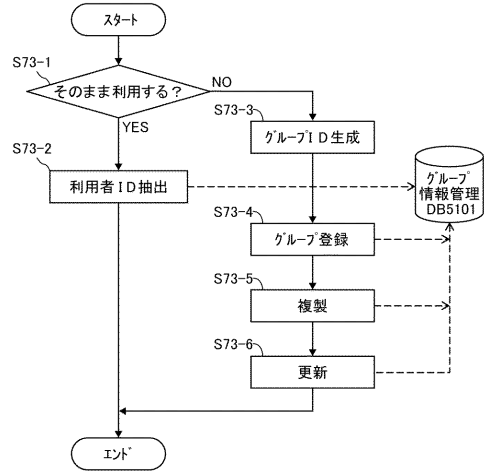 スタート
S73-1
そのまま利用する？
NO
YES
S73-3
グループID生成
S73-2
利用者ID抽出
グループ
情報管理
DB5101
S73-4
グループ登録
S73-5
複製
S73-6
更新
エンド